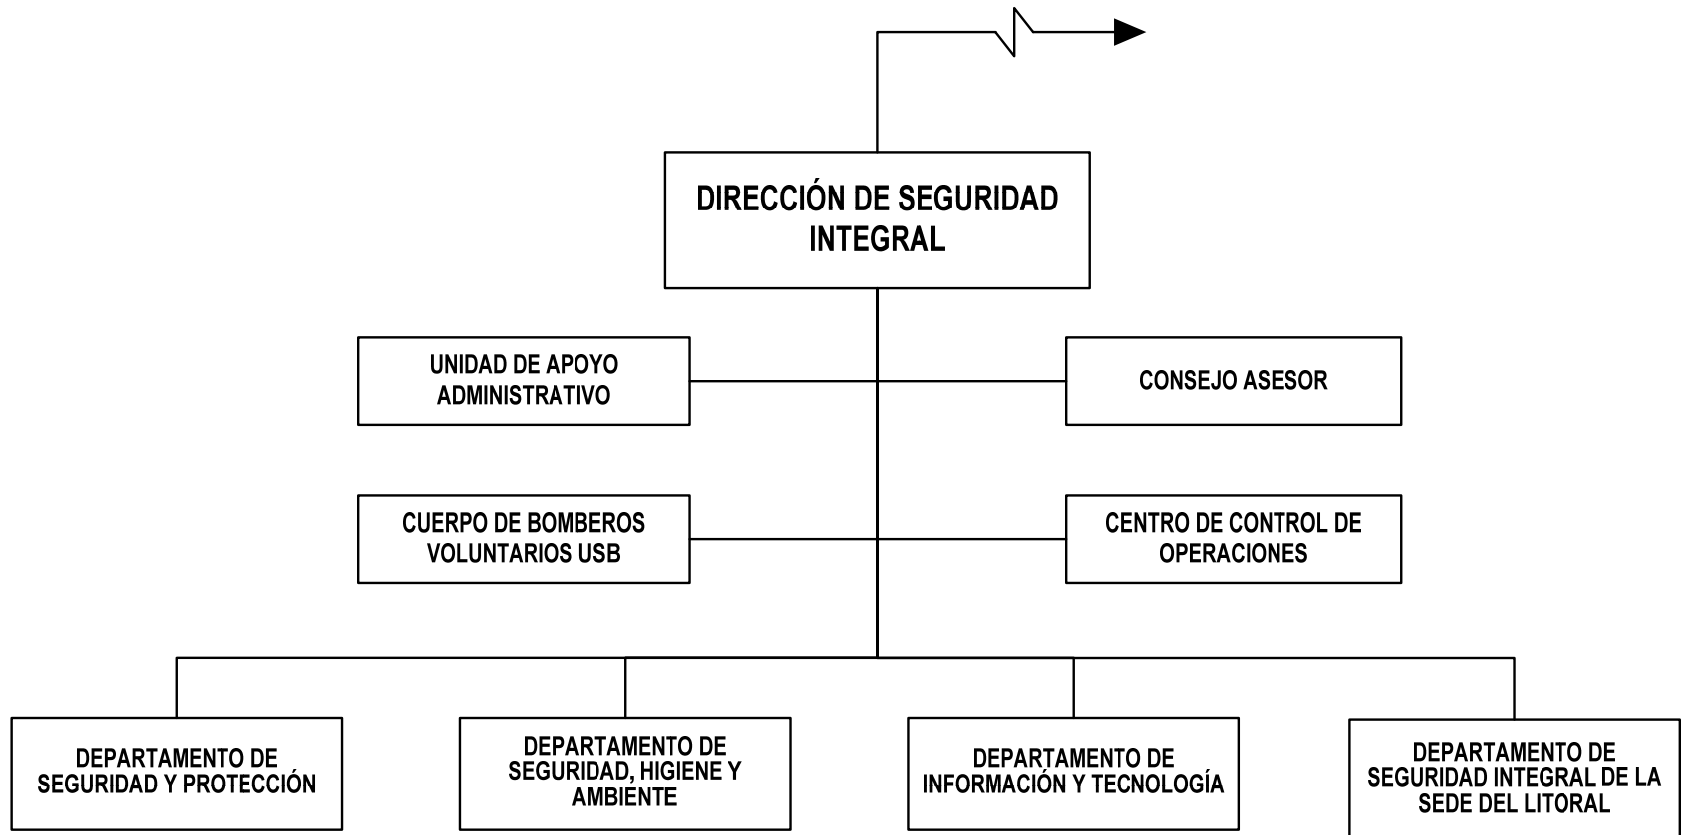 DIRECCIÓN DE SEGURIDAD
INTEGRAL
UNIDAD DE APOYO
ADMINISTRATIVO
CONSEJO ASESOR
CUERPO DE BOMBEROS
VOLUNTARIOS USB
CENTRO DE CONTROL DE
OPERACIONES
DEPARTAMENTO DE
SEGURIDAD Y PROTECCIÓN
DEPARTAMENTO DE
SEGURIDAD, HIGIENE Y
AMBIENTE
DEPARTAMENTO DE
INFORMACIÓN Y TECNOLOGÍA
DEPARTAMENTO DE
SEGURIDAD INTEGRAL DE LA
SEDE DEL LITORAL